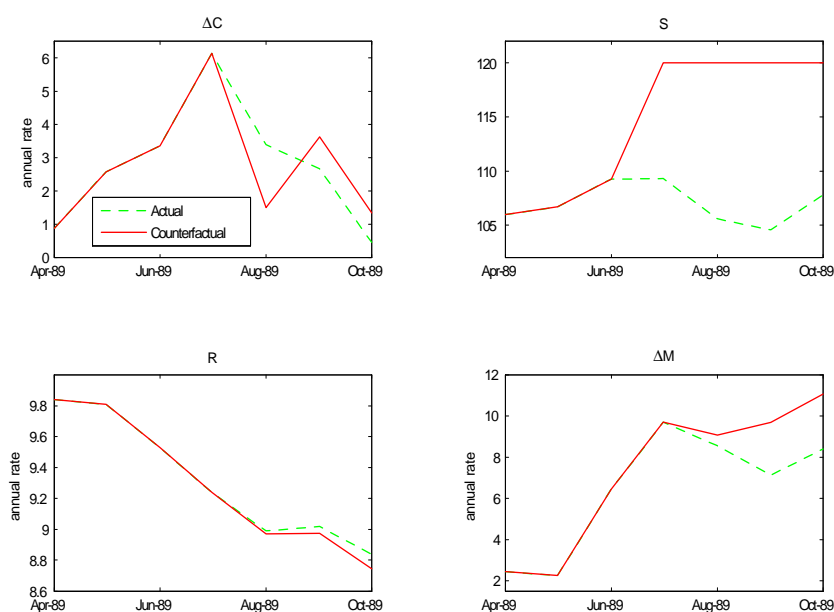 ΔC
6
5
4
3
2
1
0
annual rate
Actual
Counterfactual
Apr-89 Jun-89 Aug-89 Oct-89
S
120
115
110
105
Apr-89 Jun-89 Aug-89 Oct-89
R
9.8
9.6
9.4
9.2
9
8.8
8.6
annual rate
Apr-89 Jun-89 Aug-89 Oct-89
ΔM
12
10
8
6
4
2
annual rate
Apr-89 Jun-89 Aug-89 Oct-89